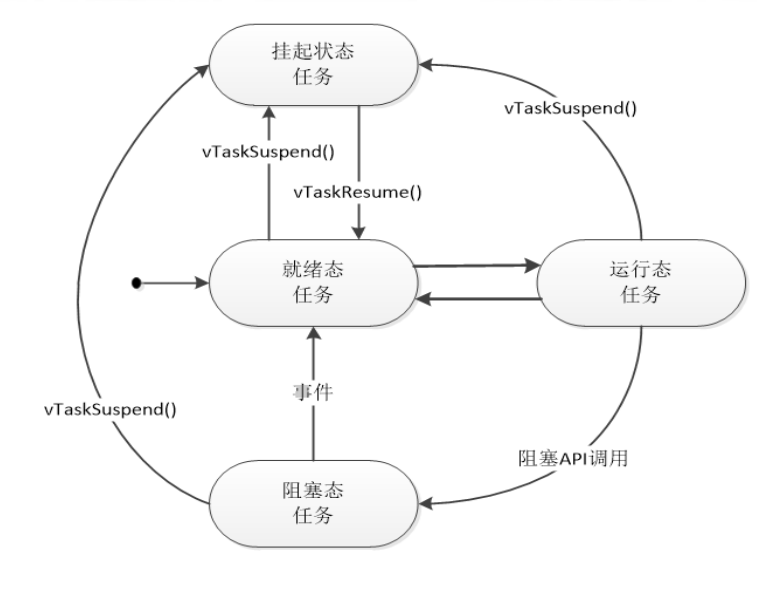 挂起状态
任务
vTaskSuspend()
vTaskSuspend()
vTaskResume()
就绪态
任务
运行态
任务
事件
vTaskSuspend()
阻塞API调用
阻塞态
任务